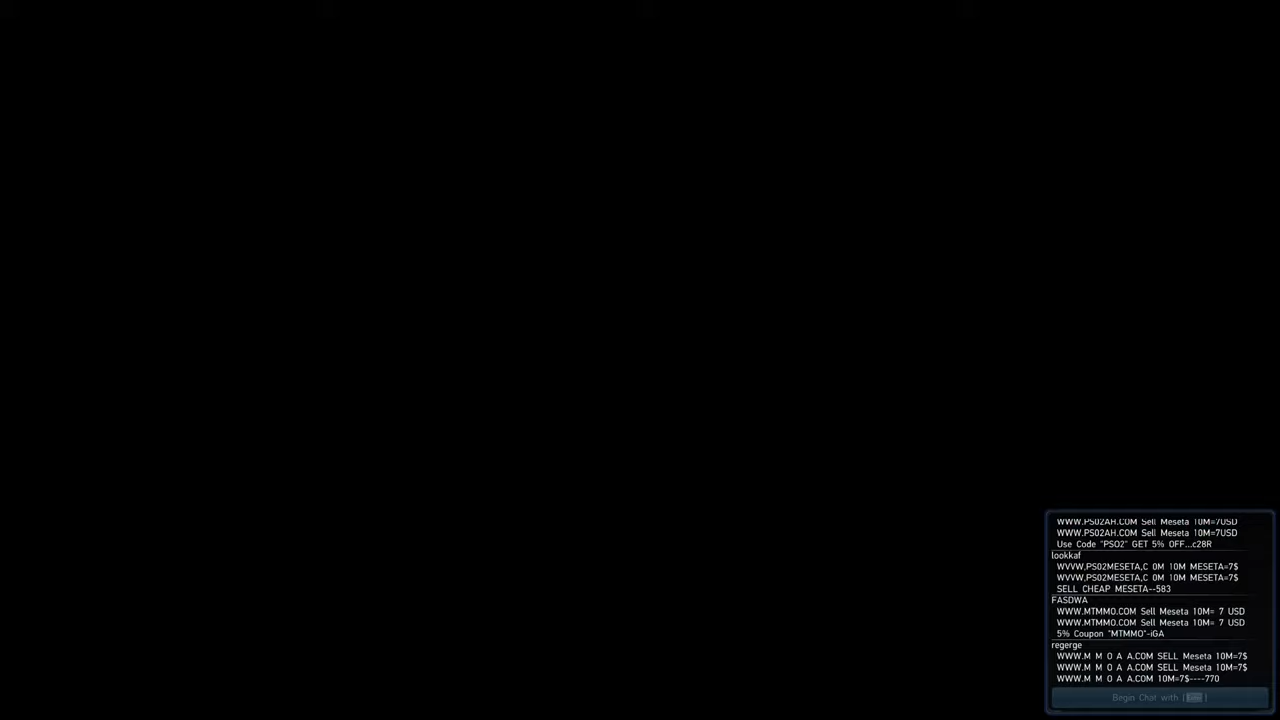 WWW.PSO2AH.COM Sell Meseta 10M=7USD
WWW.PSO2AH.COM Sell Meseta 10M=7USD
Use Code "PSO2" GET 5% OFF...c28R
lookkaf
WVVW,PSO2MESETA,C 0M 10M MESETA=7$
WVVW,PSO2MESETA,C 0M 10M MESETA=7$
SELL CHEAP MESETA--583
FASDWA
WWW.MTMMO.COM Sell Meseta 10M= 7 USD
WWW.MTMMO.COM Sell Meseta 10M= 7 USD
5% Coupon "MTMMO"-iGA
regerge
WWW.M M O A A.COM SELL Meseta 10M=7$
WWW.M M O A A.COM SELL Meseta 10M=7$
WWW.M M O A A.COM 10M=7$----770
Begin Chat with [ ]